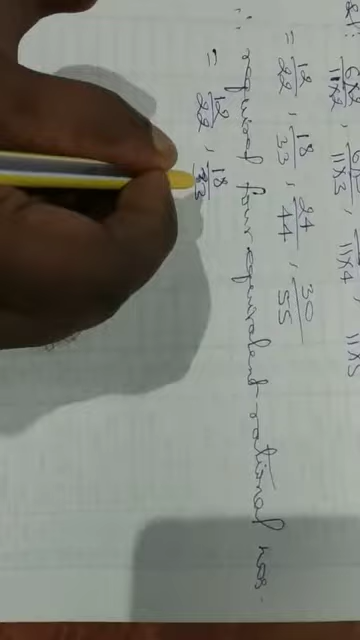 6×2/11×2, 6×/11×3, /11×4, 11×5
= 12/22, 18/33, 24/44, 30/55
∴ required four equivalent rational nos.
= 12/22, 18/33